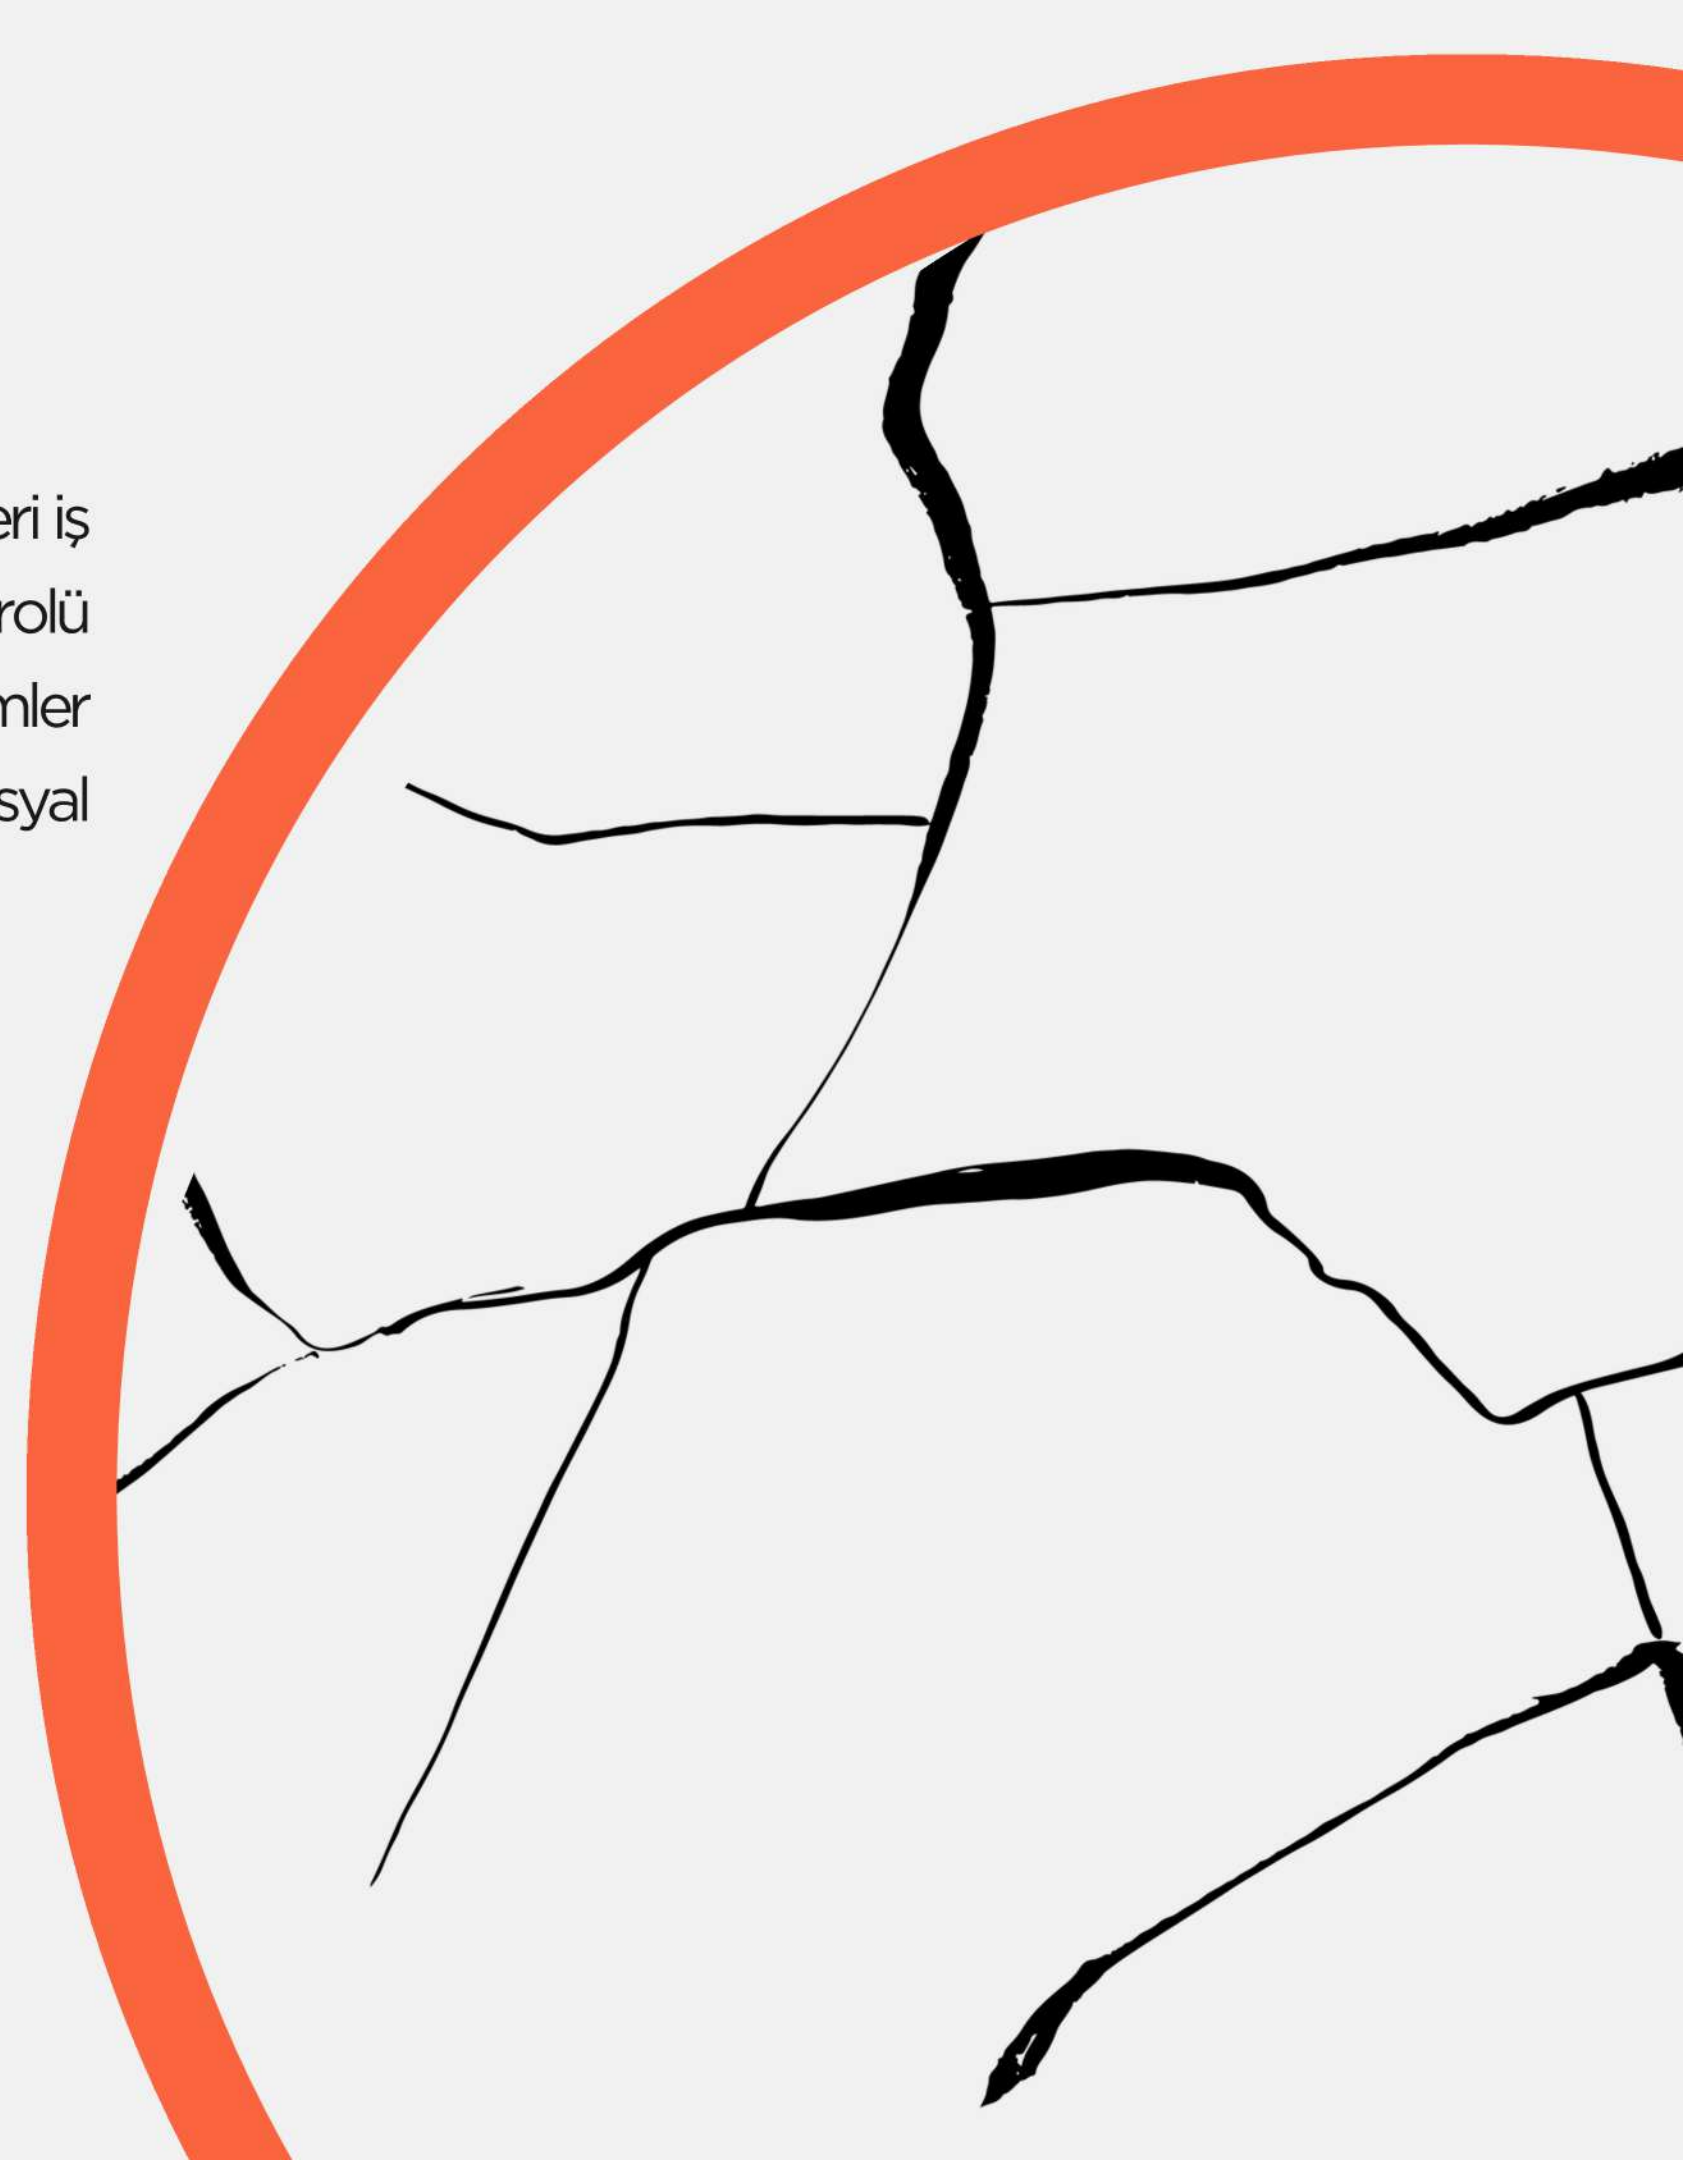 eri iş
rolü
mler
syal